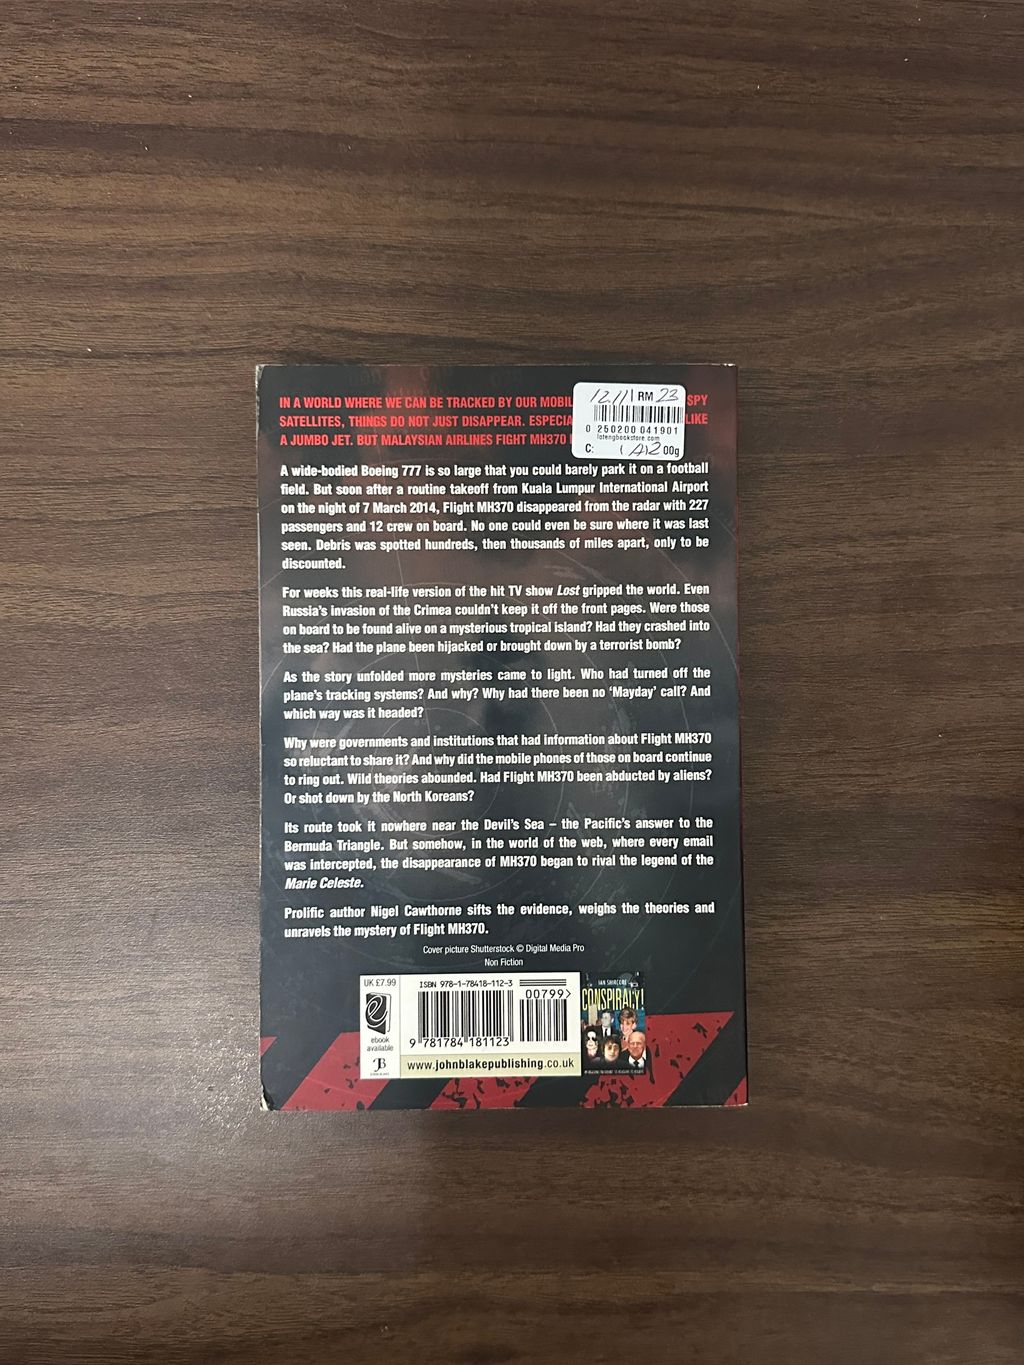 IN A WORLD WHERE WE CAN BE TRACKED BY OUR SPY
SATELLITES, THINGS DO NOT JUST DISAPPEAR. LIKE
A JUMBO JET. BUT MALAYSIAN AIRLINES FIGHT MH370
12.11 RM 23
0 250200 041901
latengbookstore.com
C: 00g
A wide-bodied Boeing 777 is so large that you could barely park it on a football
field. But soon after a routine takeoff from Kuala Lumpur International Airport
on the night of 7 March 2014, Flight MH370 disappeared from the radar with 227
passengers and 12 crew on board. No one could even be sure where it was last
seen. Debris was spotted hundreds, then thousands of miles apart, only to be
discounted.
For weeks this real-life version of the hit TV show Lost gripped the world. Even
Russia's invasion of the Crimea couldn't keep it off the front pages. Were those
on board to be found alive on a mysterious tropical island? Had they crashed into
the sea? Had the plane been hijacked or brought down by a terrorist bomb?
As the story unfolded more mysteries came to light. Who had turned off the
plane's tracking systems? And why? Why had there been no 'Mayday' call? And
which way was it headed?
Why were governments and institutions that had information about Flight MH370
so reluctant to share it? And why did the mobile phones of those on board continue
to ring out. Wild theories abounded. Had Flight MH370 been abducted by aliens?
Or shot down by the North Koreans?
Its route took it nowhere near the Devil's Sea – the Pacific's answer to the
Bermuda Triangle. But somehow, in the world of the web, where every email
was intercepted, the disappearance of MH370 began to rival the legend of the
Marie Celeste.
Prolific author Nigel Cawthorne sifts the evidence, weighs the theories and
unravels the mystery of Flight MH370.
Cover picture Shutterstock © Digital Media Pro
Non Fiction
UK £7.99
ebook
available
JB
ISBN 978-1-78418-112-3
00799
9 781784 181123
www.johnblakepublishing.co.uk
IAN SHIRCORE
CONSPIRACY!